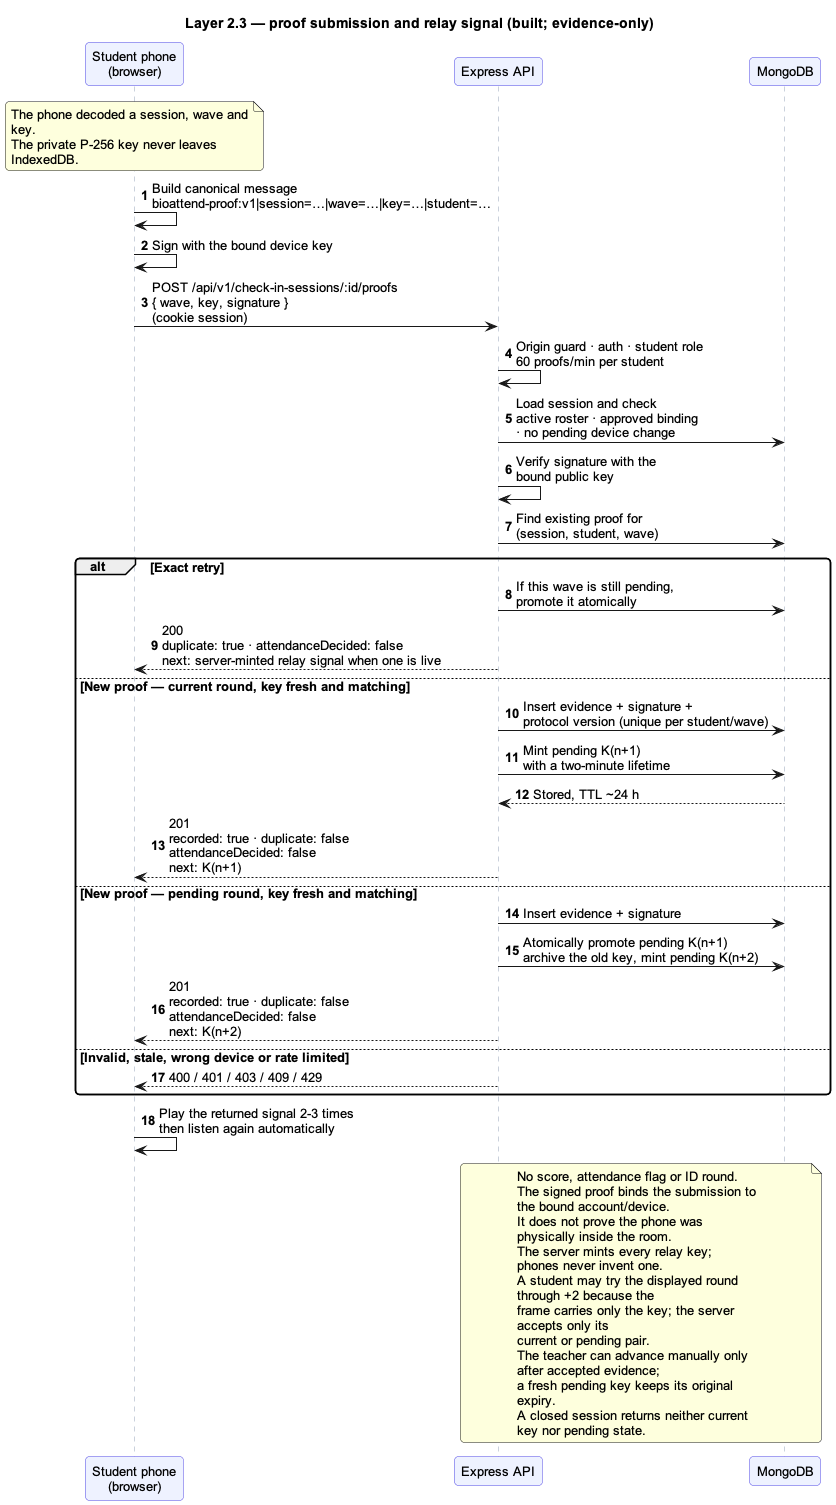 Layer 2.3 — proof submission and relay signal (built; evidence-only)
Student phone
(browser)
Express API
MongoDB
The phone decoded a session, wave and
key.
The private P-256 key never leaves
IndexedDB.
1 Build canonical message
bioattend-proof:v1|session=…|wave=…|key=…|student=…
2 Sign with the bound device key
POST /api/v1/check-in-sessions/:id/proofs
3 { wave, key, signature }
(cookie session)
4 Origin guard · auth · student role
60 proofs/min per student
Load session and check
5 active roster · approved binding
· no pending device change
6 Verify signature with the
bound public key
7 Find existing proof for
(session, student, wave)
alt [Exact retry]
8 If this wave is still pending,
promote it atomically
200
9 duplicate: true · attendanceDecided: false
next: server-minted relay signal when one is live
[New proof — current round, key fresh and matching]
10 Insert evidence + signature +
protocol version (unique per student/wave)
11 Mint pending K(n+1)
with a two-minute lifetime
12 Stored, TTL ~24 h
201
13 recorded: true · duplicate: false
attendanceDecided: false
next: K(n+1)
[New proof — pending round, key fresh and matching]
14 Insert evidence + signature
15 Atomically promote pending K(n+1)
archive the old key, mint pending K(n+2)
201
16 recorded: true · duplicate: false
attendanceDecided: false
next: K(n+2)
[Invalid, stale, wrong device or rate limited]
17 400 / 401 / 403 / 409 / 429
18 Play the returned signal 2-3 times
then listen again automatically
No score, attendance flag or ID round.
The signed proof binds the submission to
the bound account/device.
It does not prove the phone was
physically inside the room.
The server mints every relay key;
phones never invent one.
A student may try the displayed round
through +2 because the
frame carries only the key; the server
accepts only its
current or pending pair.
The teacher can advance manually only
after accepted evidence;
a fresh pending key keeps its original
expiry.
A closed session returns neither current
key nor pending state.
Student phone
(browser)
Express API
MongoDB